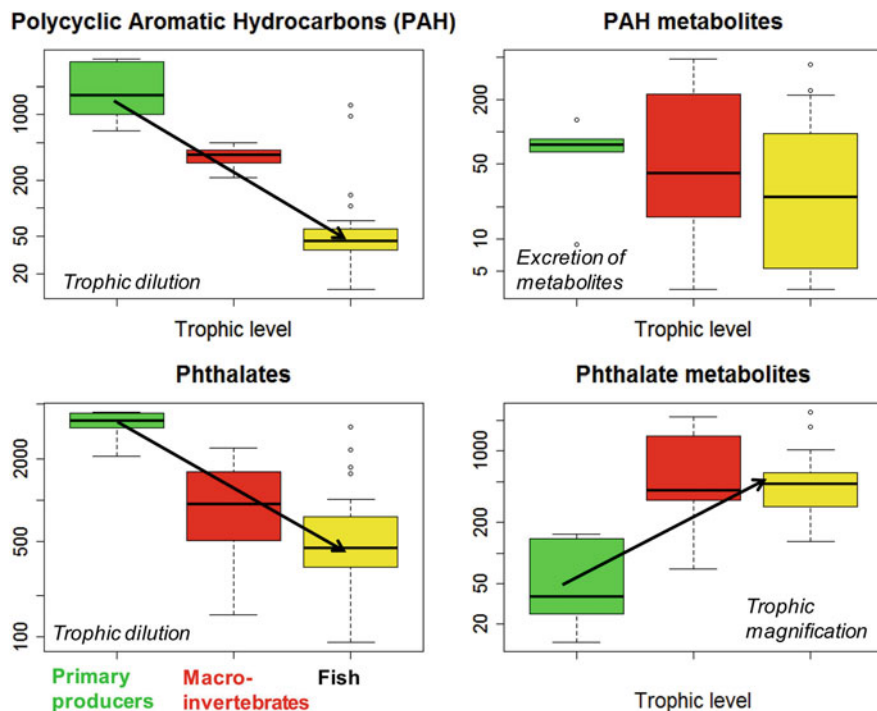 Polycyclic Aromatic Hydrocarbons (PAH)
1000
200
50
20
Trophic dilution
Trophic level
PAH metabolites
200
50
10
5
Excretion of
metabolites
Trophic level
Phthalates
2000
500
100
Trophic dilution
Primary
producers
Macro-
invertebrates
Fish
Phthalate metabolites
1000
200
50
20
Trophic
magnification
Trophic level